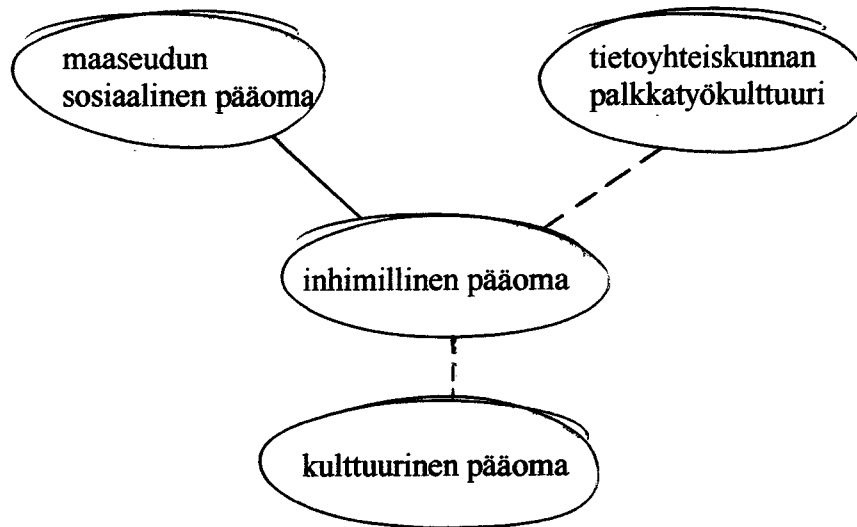 maaseudun
sosiaalinen pääoma
tietoyhteiskunnan
palkkatyökulttuuri
inhimillinen pääoma
kulttuurinen pääoma